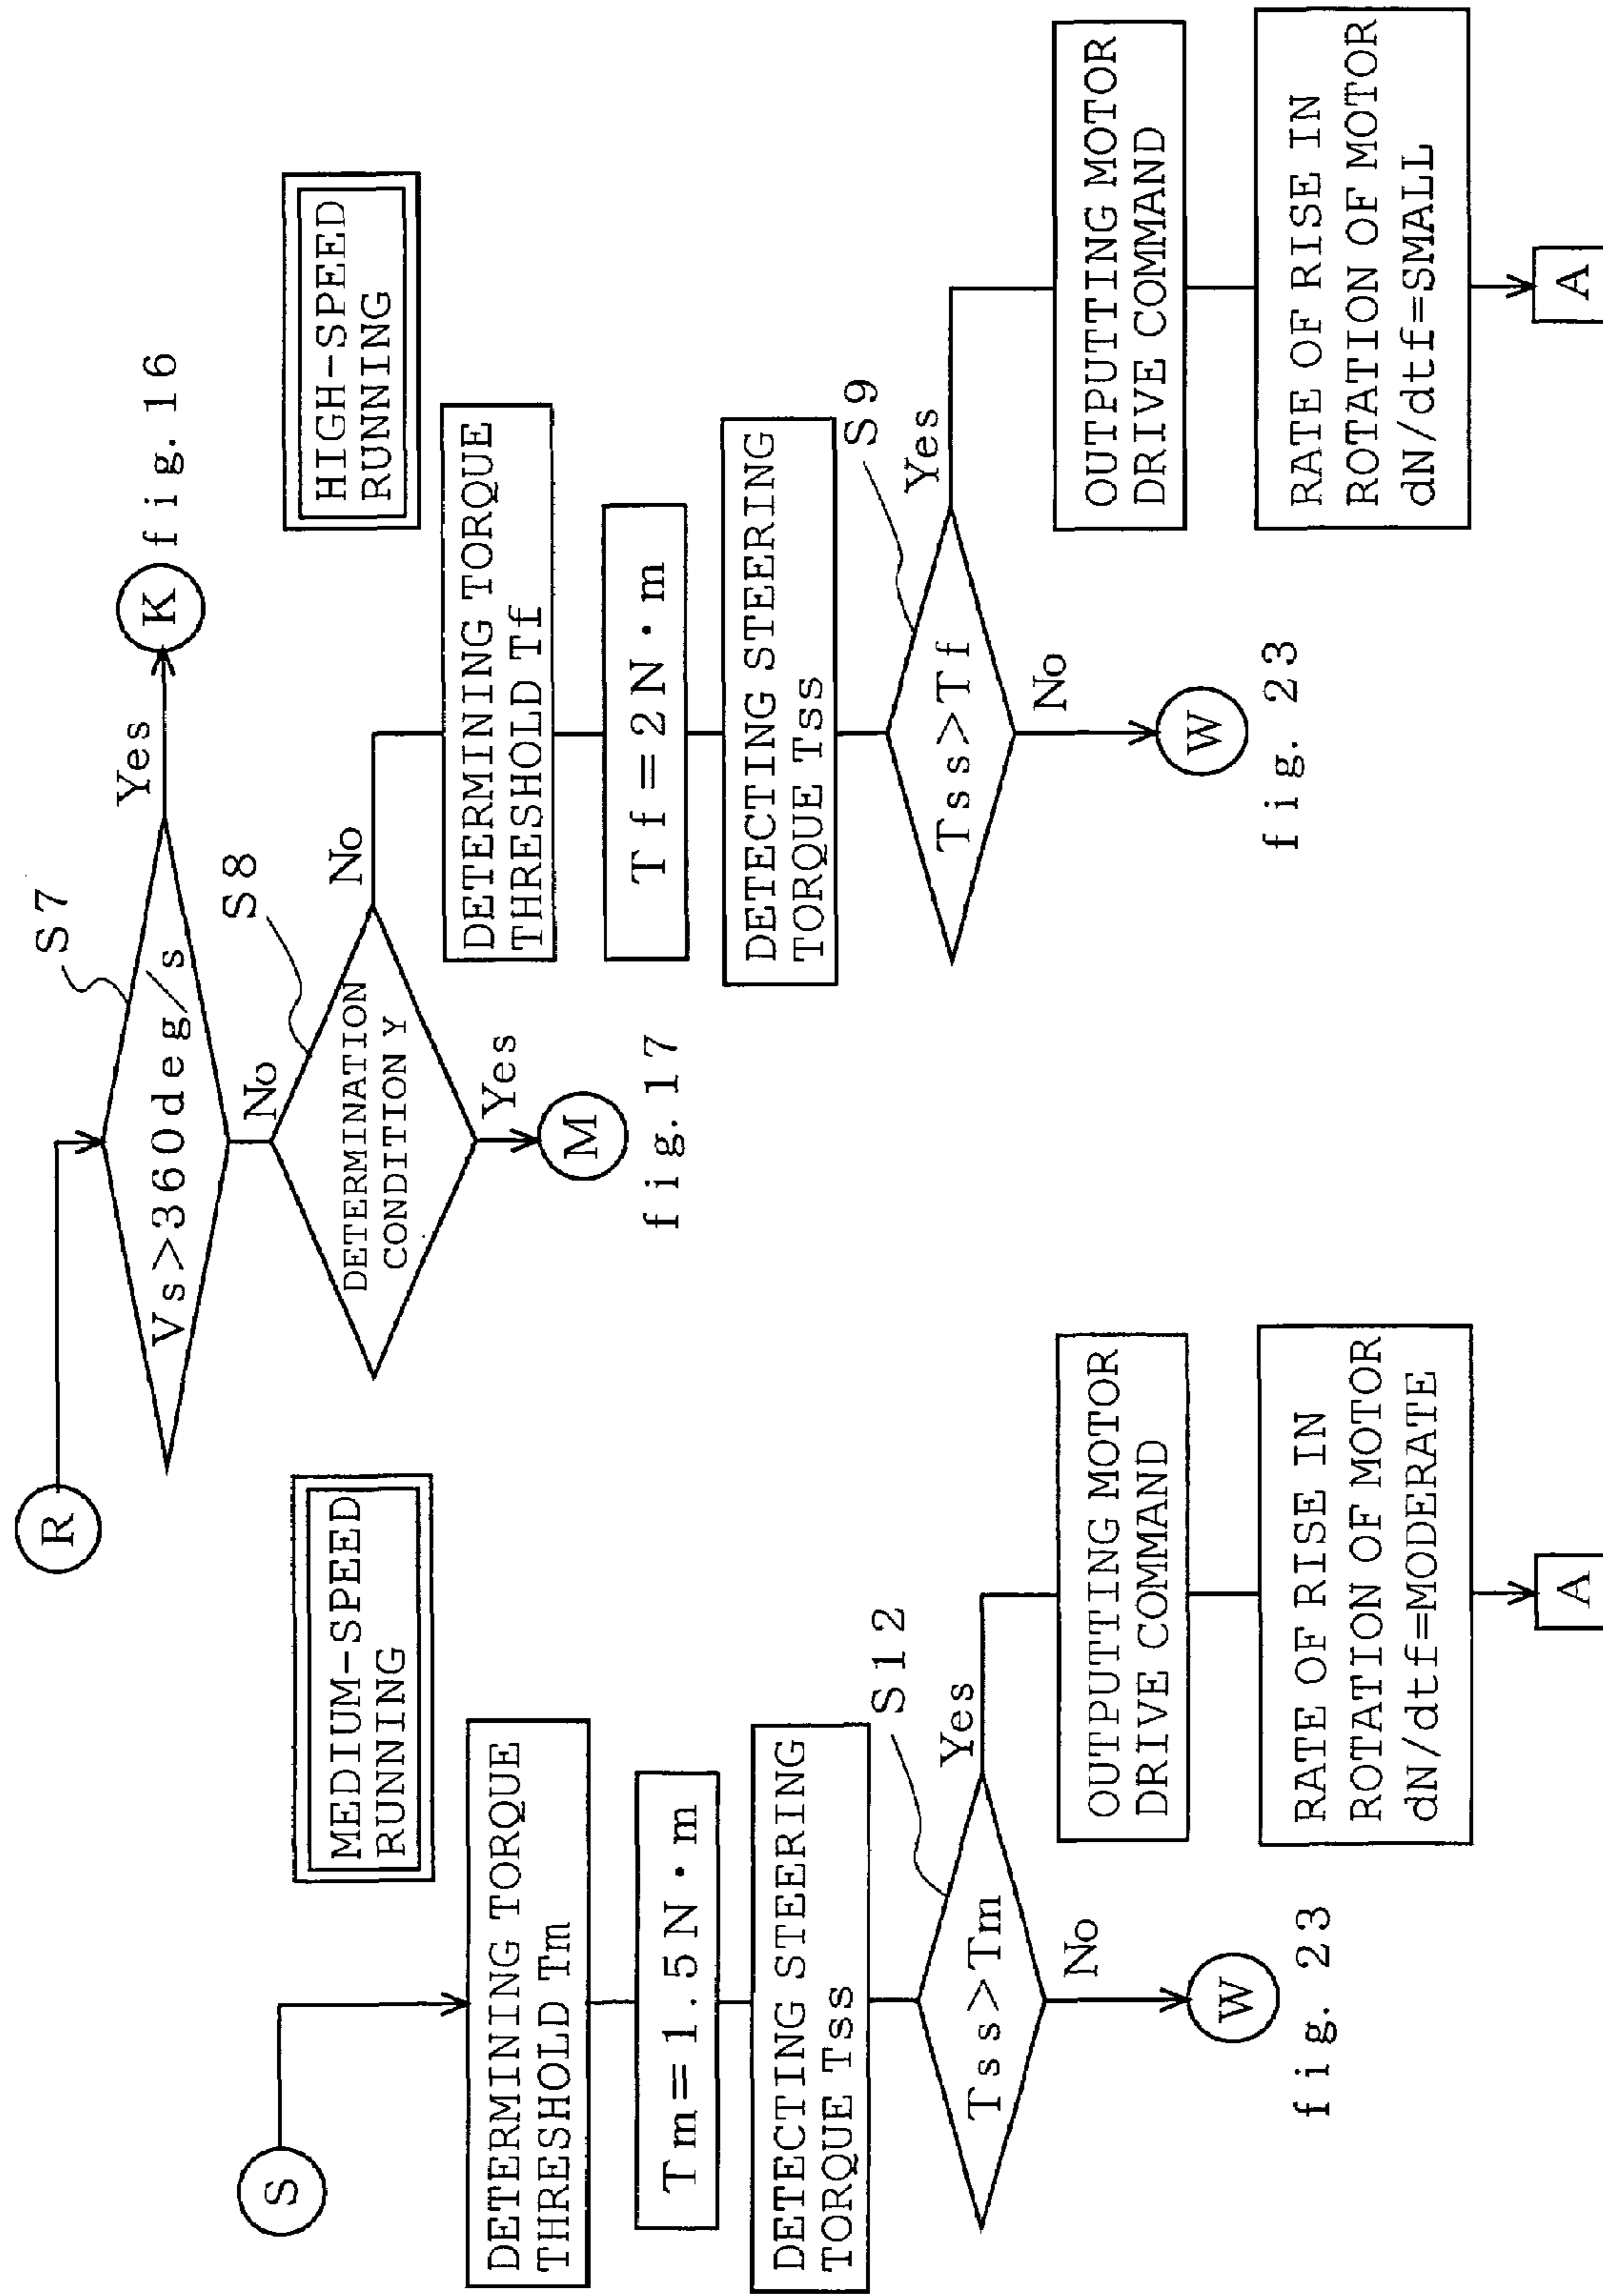 S
MEDIUM-SPEED
RUNNING
DETERMINING TORQUE
THRESHOLD Tm
Tm=1.5N·m
DETECTING STEERING
TORQUE Tss
S12
Tss>Tm
Yes
No
W
fig. 23
OUTPUTTING MOTOR
DRIVE COMMAND
RATE OF RISE IN
ROTATION OF MOTOR
dN/dtf=MODERATE
A
R
S7
Vs>360deg/s
Yes
K
fig.16
No
S8
DETERMINATION
CONDITION Y
No
Yes
M
fig.17
HIGH-SPEED
RUNNING
DETERMINING TORQUE
THRESHOLD Tf
Tf=2N·m
DETECTING STEERING
TORQUE Tss
S9
Tss>Tf
Yes
No
W
fig. 23
OUTPUTTING MOTOR
DRIVE COMMAND
RATE OF RISE IN
ROTATION OF MOTOR
dN/dtf=SMALL
A